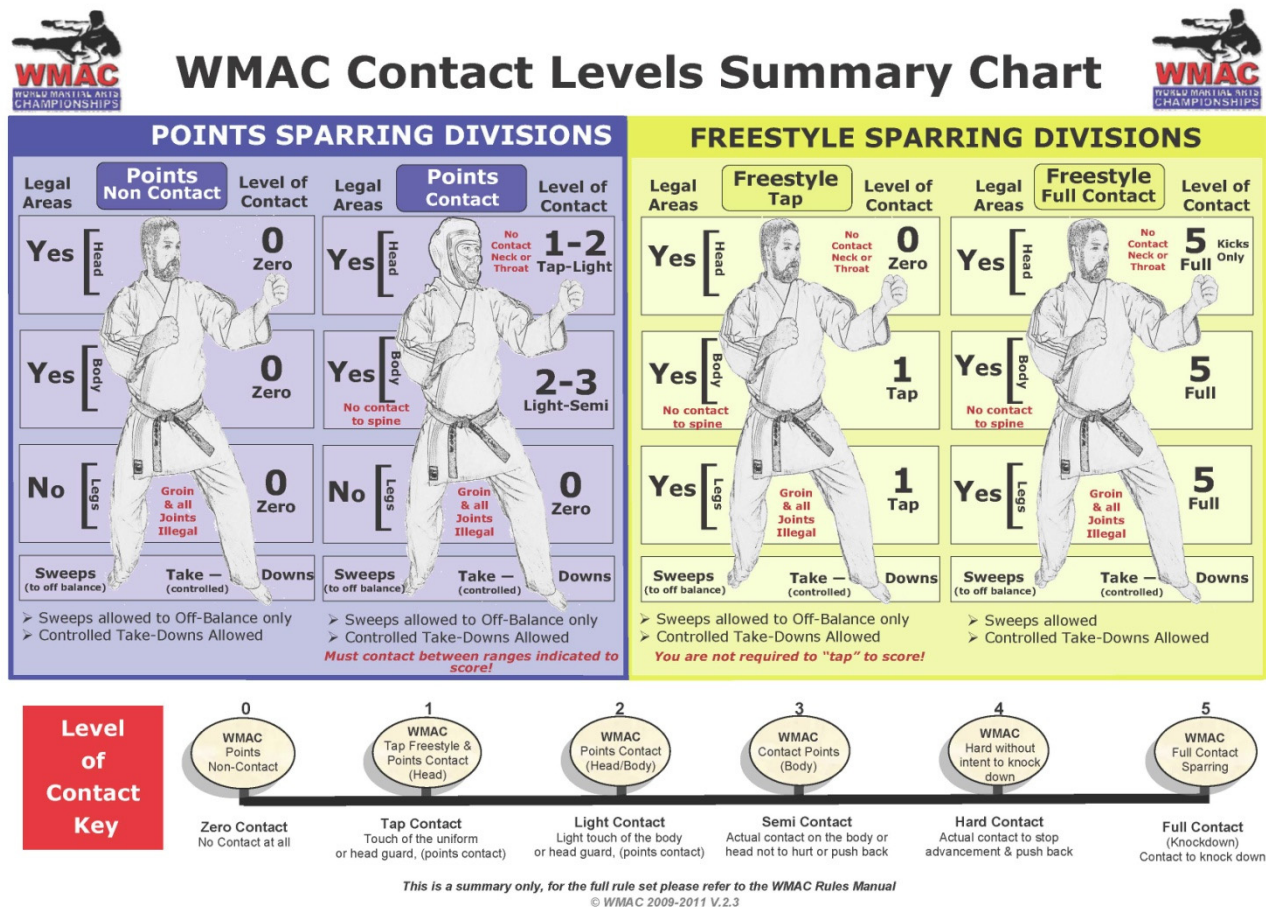 WMAC
WORLD MARTIAL ARTS
CHAMPIONSHIPS
WMAC Contact Levels Summary Chart
WMAC
WORLD MARTIAL ARTS
CHAMPIONSHIPS
POINTS SPARRING DIVISIONS
Legal
Areas
Points
Non Contact
Level of
Contact
Yes
Head
0
Zero
Yes
Body
0
Zero
No
Legs
Groin
& all
Joints
Illegal
0
Zero
Sweeps
(to off balance)
Take —
(controlled)
Downs
➢ Sweeps allowed to Off-Balance only
➢ Controlled Take-Downs Allowed
Legal
Areas
Points
Contact
Level of
Contact
Yes
Head
No
Contact
Neck or
Throat
1-2
Tap-Light
Yes
Body
No contact
to spine
2-3
Light-Semi
No
Legs
Groin
& all
Joints
Illegal
0
Zero
Sweeps
(to off balance)
Take —
(controlled)
Downs
➢ Sweeps allowed to Off-Balance only
➢ Controlled Take-Downs Allowed
Must contact between ranges indicated to
score!
FREESTYLE SPARRING DIVISIONS
Legal
Areas
Freestyle
Tap
Level of
Contact
Yes
Head
No
Contact
Neck or
Throat
0
Zero
Yes
Body
No contact
to spine
1
Tap
Yes
Legs
Groin
& all
Joints
Illegal
1
Tap
Sweeps
(to off balance)
Take —
(controlled)
Downs
➢ Sweeps allowed to Off-Balance only
➢ Controlled Take-Downs Allowed
You are not required to “tap” to score!
Legal
Areas
Freestyle
Full Contact
Level of
Contact
Yes
Head
No
Contact
Neck or
Throat
5
Full
Kicks
Only
Yes
Body
No contact
to spine
5
Full
Yes
Legs
Groin
& all
Joints
Illegal
5
Full
Sweeps
(to off balance)
Take —
(controlled)
Downs
➢ Sweeps allowed
➢ Controlled Take-Downs Allowed
Level
of
Contact
Key
0
WMAC
Points
Non-Contact
Zero Contact
No Contact at all
1
WMAC
Tap Freestyle &
Points Contact
(Head)
Tap Contact
Touch of the uniform
or head guard, (points contact)
2
WMAC
Points Contact
(Head/Body)
Light Contact
Light touch of the body
or head guard, (points contact)
3
WMAC
Contact Points
(Body)
Semi Contact
Actual contact on the body or
head not to hurt or push back
4
WMAC
Hard without
intent to knock
down
Hard Contact
Actual contact to stop
advancement & push back
5
WMAC
Full Contact
Sparring
Full Contact
(Knockdown)
Contact to knock down
This is a summary only, for the full rule set please refer to the WMAC Rules Manual
© WMAC 2009-2011 V.2.3